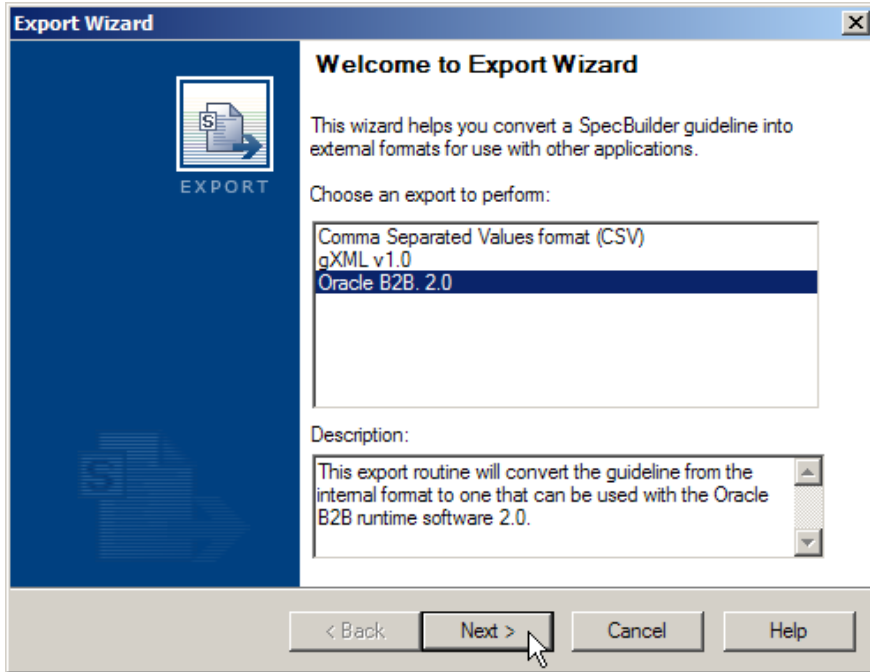 Export Wizard
Welcome to Export Wizard
EXPORT
This wizard helps you convert a SpecBuilder guideline into
external formats for use with other applications.
Choose an export to perform:
Comma Separated Values format (CSV)
gXML v1.0
Oracle B2B. 2.0
Description:
This export routine will convert the guideline from the
internal format to one that can be used with the Oracle
B2B runtime software 2.0.
< Back
Next >
Cancel
Help